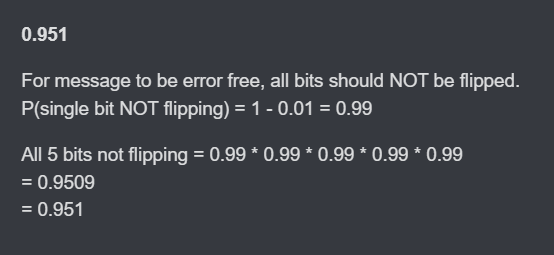 0.951
For message to be error free, all bits should NOT be flipped.
P(single bit NOT flipping) = 1 - 0.01 = 0.99
All 5 bits not flipping = 0.99 * 0.99 * 0.99 * 0.99 * 0.99
= 0.9509
= 0.951